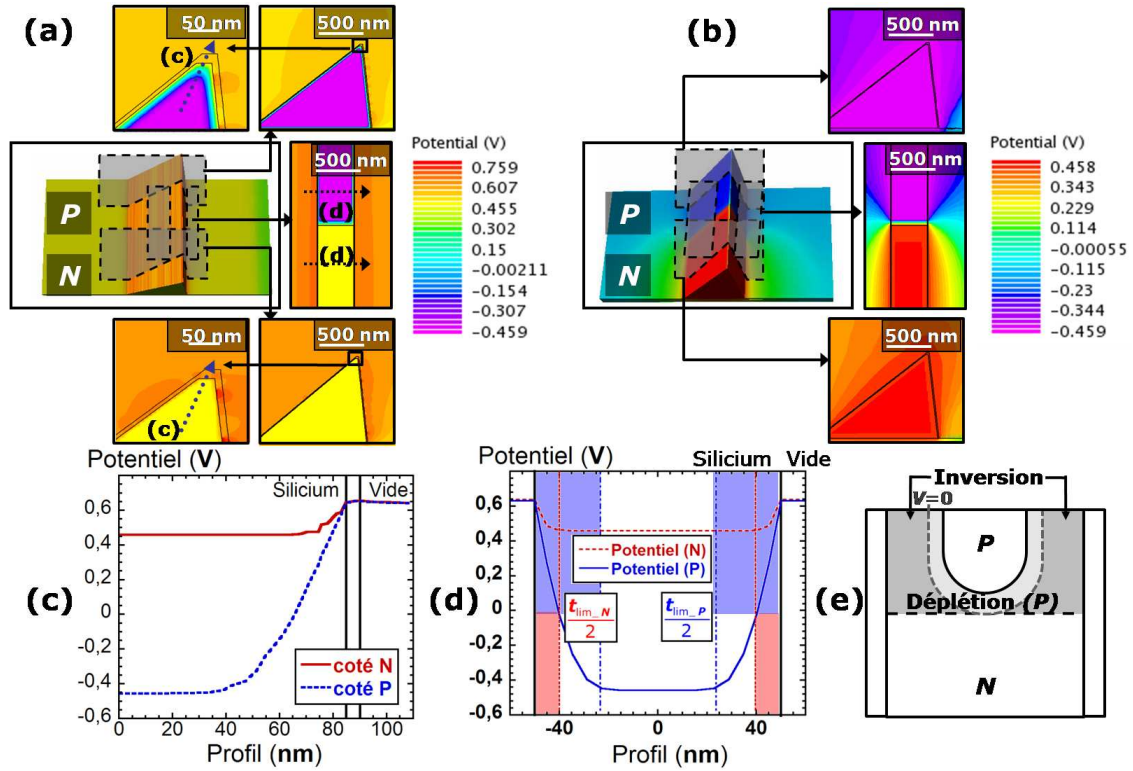 (a)
50 nm
500 nm
(c)
P
N
500 nm
(d)
(d)
Potential (V)
0.759
0.607
0.455
0.302
0.15
-0.00211
-0.154
-0.307
-0.459
50 nm
500 nm
(c)
(b)
500 nm
P
N
500 nm
Potential (V)
0.458
0.343
0.229
0.114
-0.00055
-0.115
-0.23
-0.344
-0.459
500 nm
(c)
Potentiel (V)
Silicium
Vide
0,6
0,4
0,2
0
-0,2
-0,4
-0,6
coté N
coté P
0
20
40
60
80
100
Profil (nm)
(d)
Potentiel (V)
Silicium
Vide
0,6
0,4
0,2
0
-0,2
-0,4
-0,6
Potentiel (N)
Potentiel (P)
tlim_N
2
tlim_P
2
-40
0
40
Profil (nm)
(e)
Inversion
V=0
P
Déplétion (P)
N